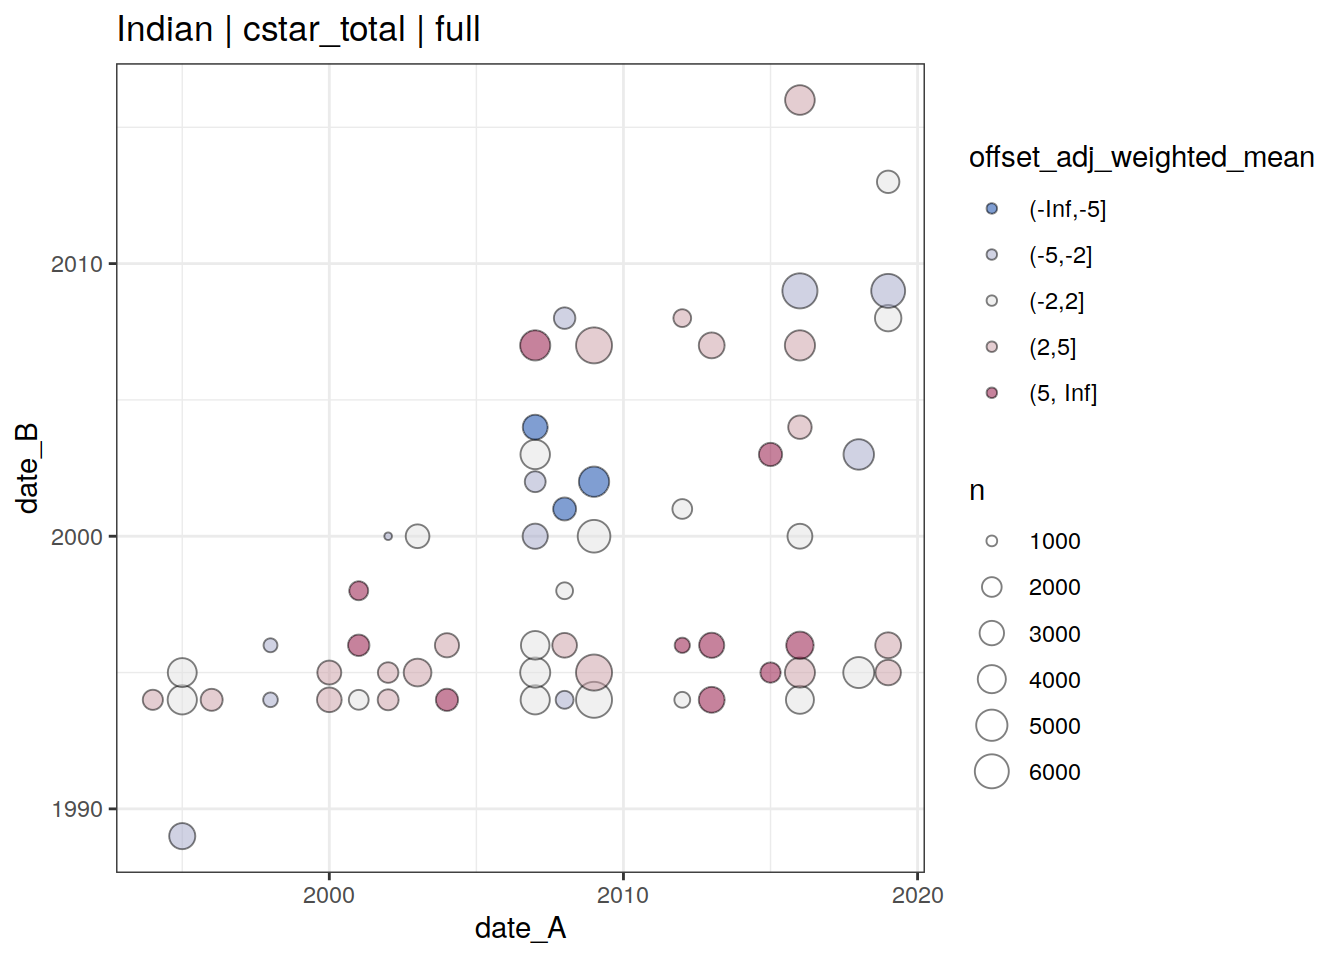 Indian | cstar_total | full
offset_adj_weighted_mean
(-Inf,-5]
(-5,-2]
(-2,2]
(2,5]
(5, Inf]
n
1000
2000
3000
4000
5000
6000
date_B
2010
2000
1990
2000
2010
2020
date_A